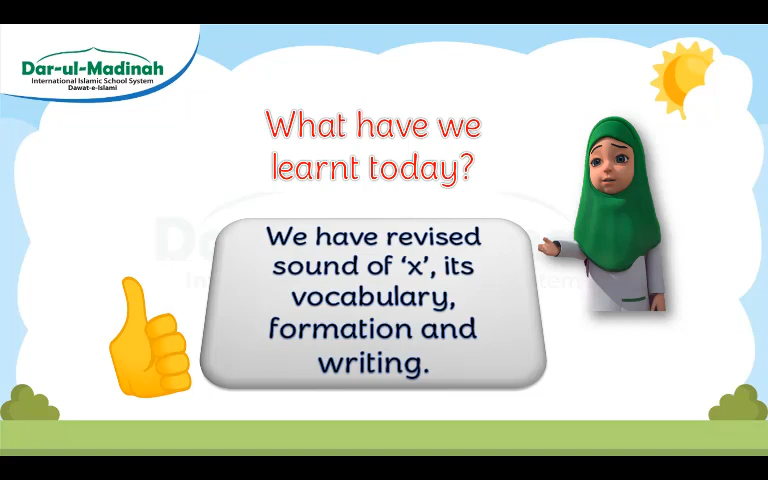 Dar-ul-Madinah
International Islamic School System
Dawat-e-Islami
What have we
learnt today?
We have revised
sound of ‘x’, its
vocabulary,
formation and
writing.